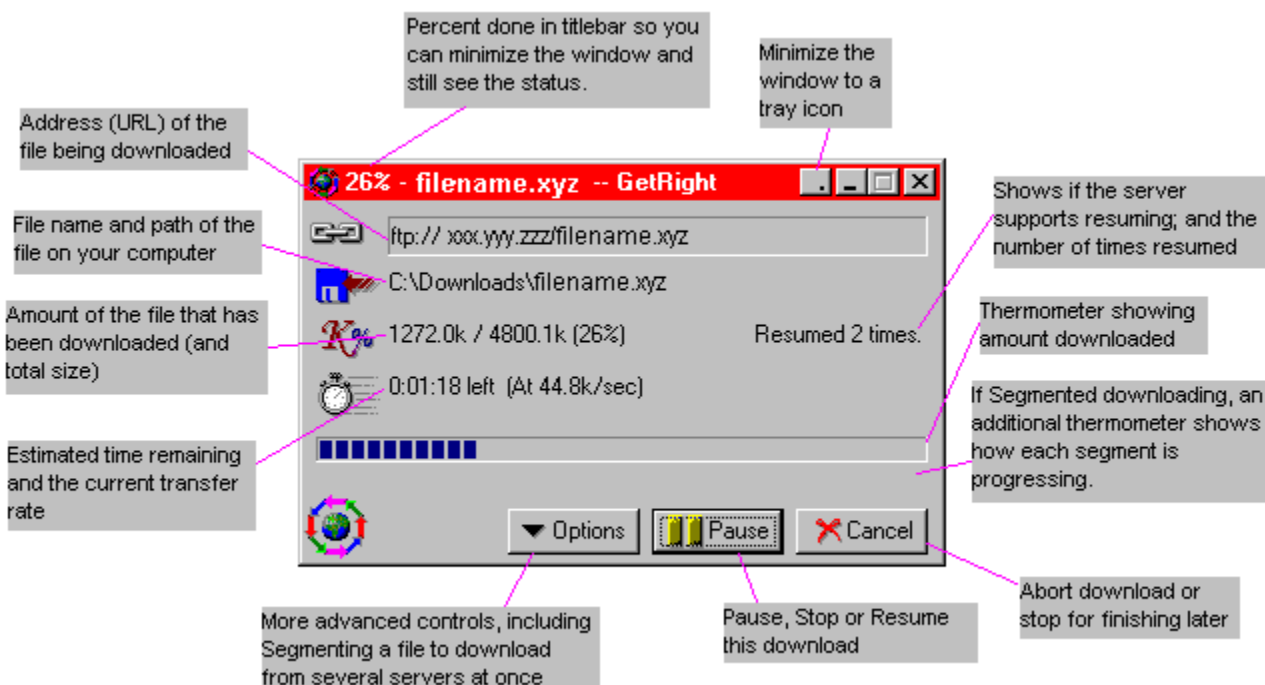 Percent done in titlebar so you
can minimize the window and
still see the status.
Minimize the
window to a
tray icon
Address (URL) of the
file being downloaded
26% - filename.xyz -- GetRight
Shows if the server
supports resuming; and the
number of times resumed
File name and path of the
file on your computer
ftp:// xxx.yyy.zzz/filename.xyz
C:\Downloads\filename.xyz
Amount of the file that has
been downloaded (and
total size)
K%
1272.0k / 4800.1k (26%)
Resumed 2 times.
Thermometer showing
amount downloaded
0:01:18 left (At 44.8k/sec)
If Segmented downloading, an
additional thermometer shows
how each segment is
progressing.
Estimated time remaining
and the current transfer
rate
Options
Pause
Cancel
More advanced controls, including
Segmenting a file to download
from several servers at once
Pause, Stop or Resume
this download
Abort download or
stop for finishing later